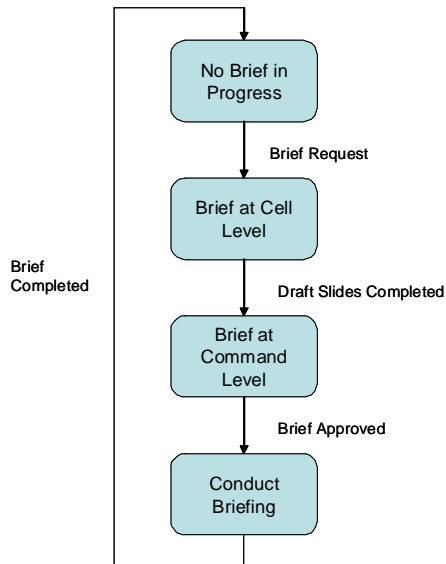 No Brief in
Progress
Brief Request
Brief at Cell
Level
Brief
Completed
Draft Slides Completed
Brief at
Command
Level
Brief Approved
Conduct
Briefing